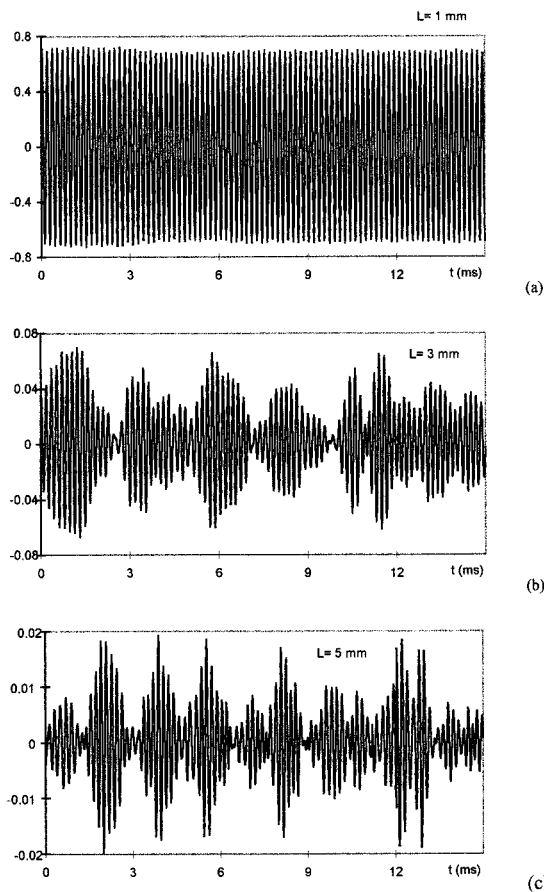 L= 1 mm
0.8
0.4
0
-0.4
-0.8
0 3 6 9 12 t (ms)
(a)
0.08
L= 3 mm
0.04
0
-0.04
-0.08
0 3 6 9 12 t (ms)
(b)
0.02
L= 5 mm
0.01
0
-0.01
-0.02
0 3 6 9 12 t (ms)
(c)